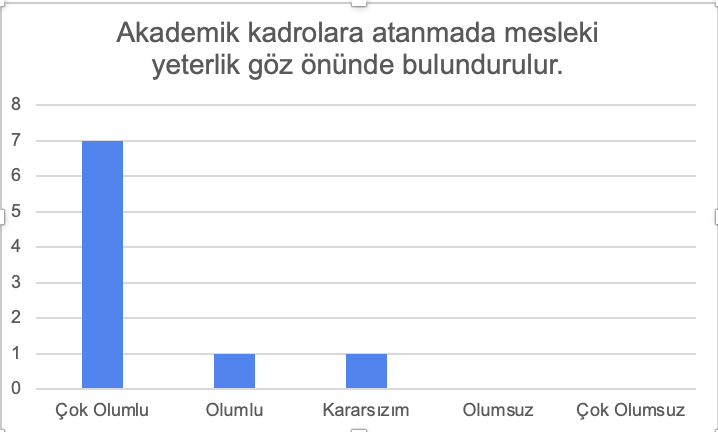 Akademik kadrolara atanmada mesleki
yeterlik göz önünde bulundurulur.
8
7
6
5
4
3
2
1
0
Çok Olumlu
Olumlu
Kararsızım
Olumsuz
Çok Olumsuz